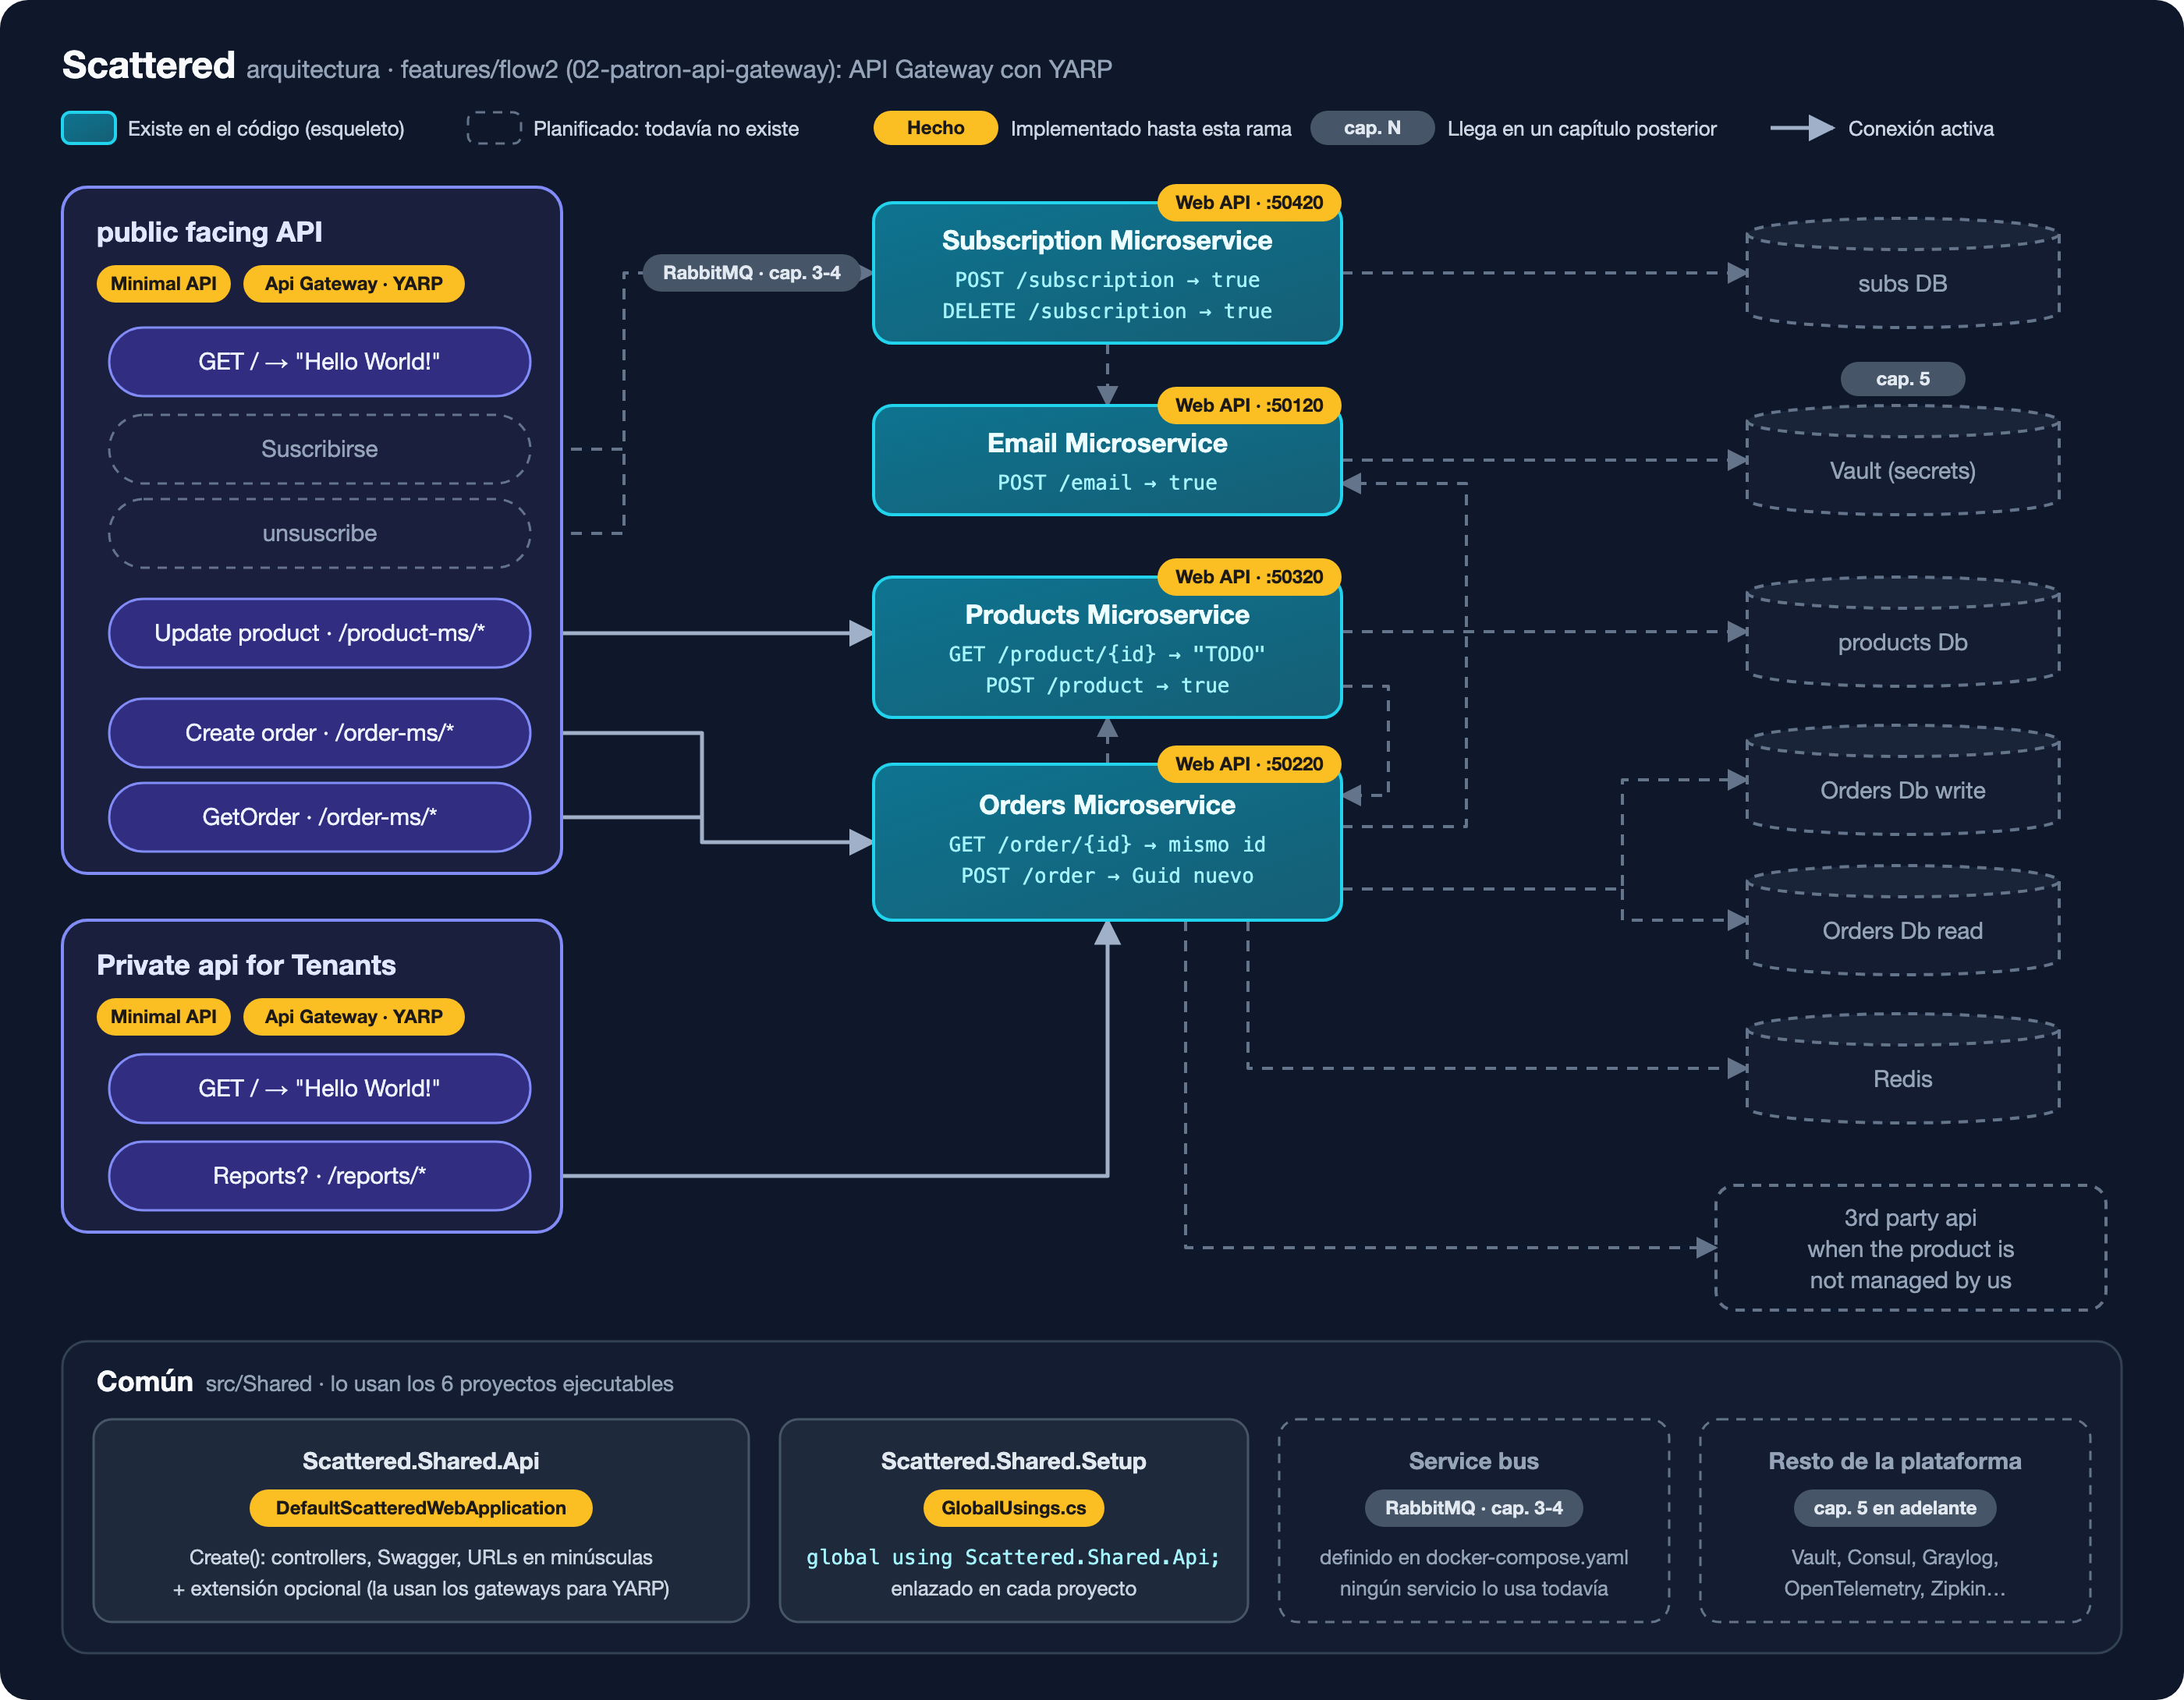 Scattered arquitectura · features/flow2 (02-patron-api-gateway): API Gateway con YARP
Existe en el código (esqueleto)
Planificado: todavía no existe
Hecho
Implementado hasta esta rama
cap. N
Llega en un capítulo posterior
Conexión activa
public facing API
Minimal API
Api Gateway · YARP
GET / → "Hello World!"
Suscribirse
unsuscribe
Update product · /product-ms/*
Create order · /order-ms/*
GetOrder · /order-ms/*
Private api for Tenants
Minimal API
Api Gateway · YARP
GET / → "Hello World!"
Reports? · /reports/*
RabbitMQ · cap. 3-4
Web API · :50420
Subscription Microservice
POST /subscription → true
DELETE /subscription → true
Web API · :50120
Email Microservice
POST /email → true
Web API · :50320
Products Microservice
GET /product/{id} → "TODO"
POST /product → true
Web API · :50220
Orders Microservice
GET /order/{id} → mismo id
POST /order → Guid nuevo
subs DB
cap. 5
Vault (secrets)
products Db
Orders Db write
Orders Db read
Redis
3rd party api
when the product is
not managed by us
Común src/Shared · lo usan los 6 proyectos ejecutables
Scattered.Shared.Api
DefaultScatteredWebApplication
Create(): controllers, Swagger, URLs en minúsculas
+ extensión opcional (la usan los gateways para YARP)
Scattered.Shared.Setup
GlobalUsings.cs
global using Scattered.Shared.Api;
enlazado en cada proyecto
Service bus
RabbitMQ · cap. 3-4
definido en docker-compose.yaml
ningún servicio lo usa todavía
Resto de la plataforma
cap. 5 en adelante
Vault, Consul, Graylog,
OpenTelemetry, Zipkin…